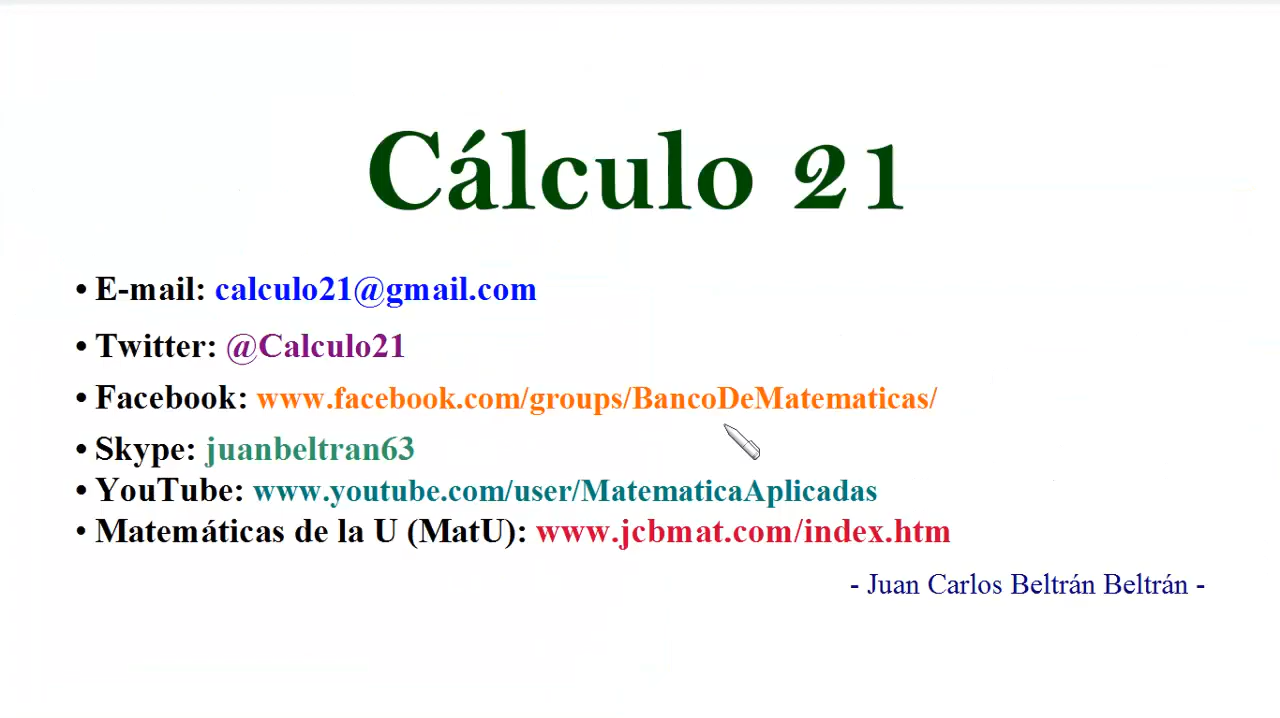 Cálculo 21
• E-mail: calculo21@gmail.com
• Twitter: @Calculo21
• Facebook: www.facebook.com/groups/BancoDeMatematicas/
• Skype: juanbeltran63
• YouTube: www.youtube.com/user/MatematicaAplicadas
• Matemáticas de la U (MatU): www.jcbmat.com/index.htm
- Juan Carlos Beltrán Beltrán -